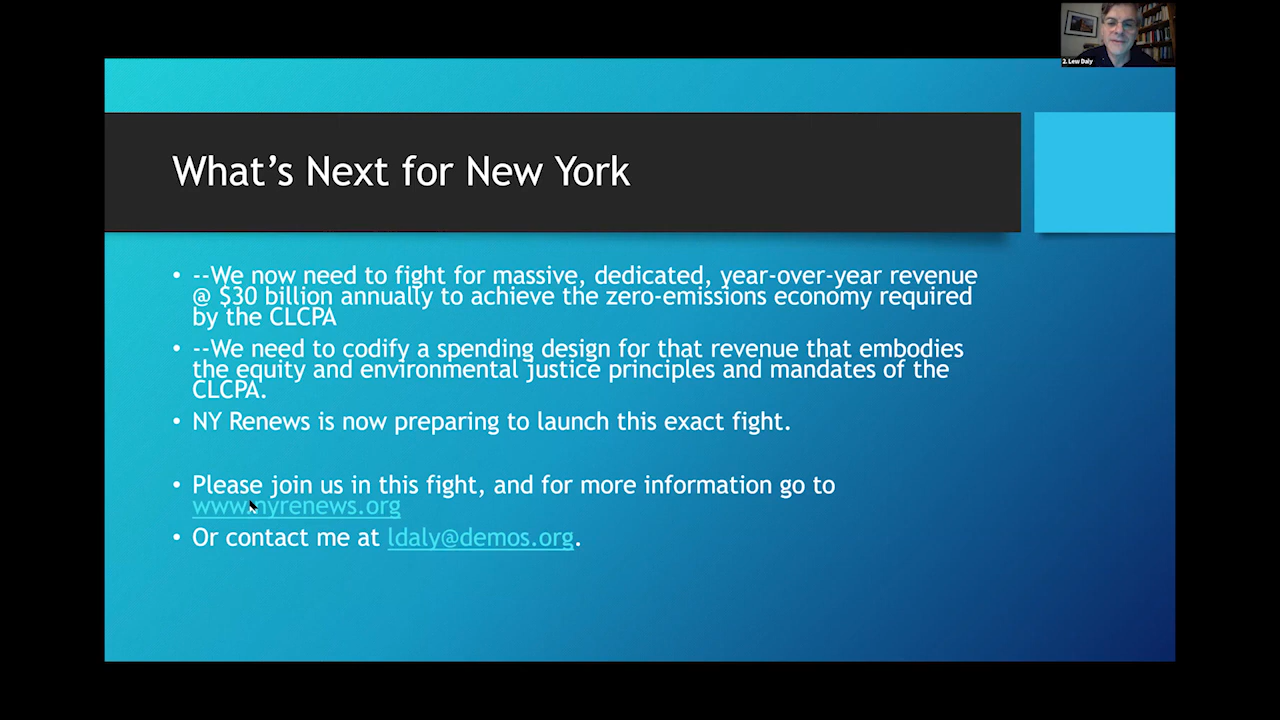 2. Lew Daly
What's Next for New York
• --We now need to fight for massive, dedicated, year-over-year revenue
@ $30 billion annually to achieve the zero-emissions economy required
by the CLCPA
• --We need to codify a spending design for that revenue that embodies
the equity and environmental justice principles and mandates of the
CLCPA.
• NY Renews is now preparing to launch this exact fight.
• Please join us in this fight, and for more information go to
www.nyrenews.org
• Or contact me at ldaly@demos.org.